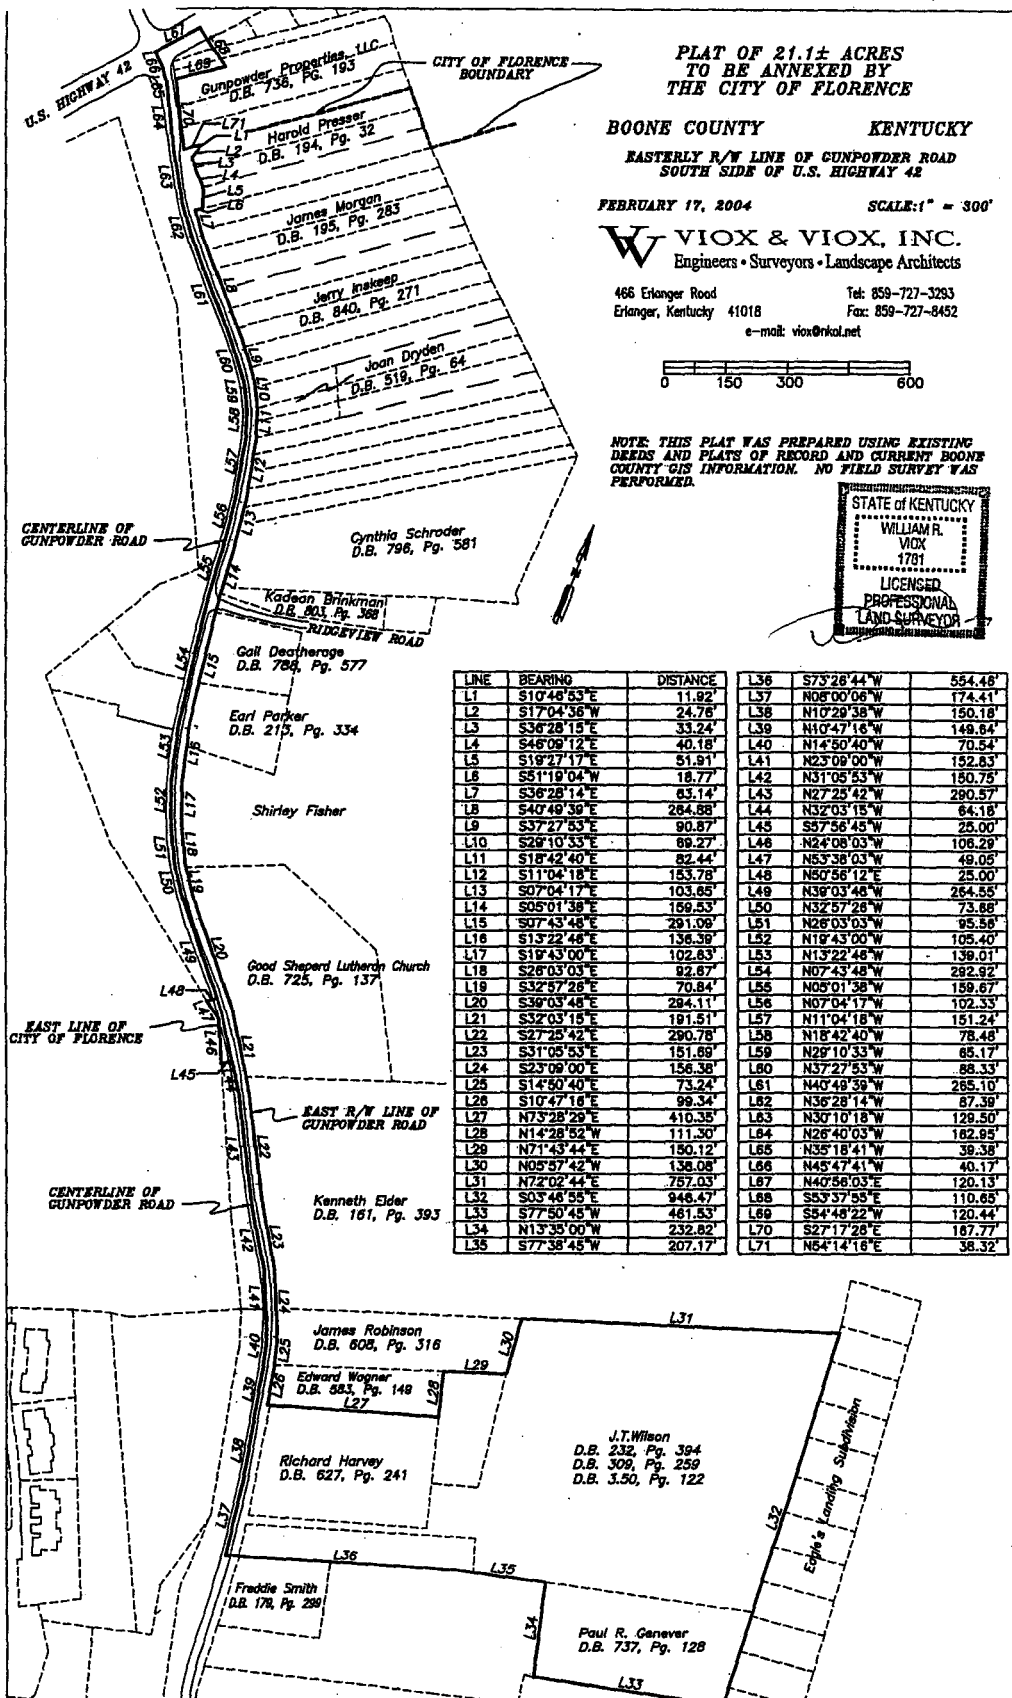 PLAT OF 21.1± ACRES
TO BE ANNEXED BY
THE CITY OF FLORENCE
BOONE COUNTY KENTUCKY
EASTERLY R/W LINE OF GUNPOWDER ROAD
SOUTH SIDE OF U.S. HIGHWAY 42
FEBRUARY 17, 2004 SCALE: 1" = 300'
VIOX & VIOX, INC.
Engineers • Surveyors • Landscape Architects
466 Erlanger Road Tel: 859-727-3293
Erlanger, Kentucky 41018 Fax: 859-727-8452
e-mail: viox@nkol.net
0 150 300 600
NOTE: THIS PLAT WAS PREPARED USING EXISTING
DEEDS AND PLATS OF RECORD AND CURRENT BOONE
COUNTY GIS INFORMATION. NO FIELD SURVEY WAS
PERFORMED.
STATE of KENTUCKY
WILLIAM R.
VIOX
1781
LICENSED
PROFESSIONAL
LAND SURVEYOR
U.S. HIGHWAY 42
CITY OF FLORENCE
BOUNDARY
Gunpowder Properties, LLC
D.B. 736, PG. 193
Harold Presser
D.B. 194, Pg. 32
James Morgan
D.B. 195, Pg. 283
Jerry Inskeep
D.B. 840, Pg. 271
Joan Dryden
D.B. 519, Pg. 64
CENTERLINE OF
GUNPOWDER ROAD
Cynthia Schroder
D.B. 796, Pg. 581
Kadean Brinkman
D.B. 803, Pg. 368
RIDGEVIEW ROAD
Gail Deatherage
D.B. 788, Pg. 577
Earl Parker
D.B. 213, Pg. 334
Shirley Fisher
Good Sheperd Lutheran Church
D.B. 725, Pg. 137
EAST LINE OF
CITY OF FLORENCE
EAST R/W LINE OF
GUNPOWDER ROAD
CENTERLINE OF
GUNPOWDER ROAD
Kenneth Elder
D.B. 161, Pg. 393
James Robinson
D.B. 608, Pg. 316
Edward Wagner
D.B. 583, Pg. 149
Richard Harvey
D.B. 627, Pg. 241
J.T.Wilson
D.B. 232, Pg. 394
D.B. 309, Pg. 259
D.B. 3.50, Pg. 122
Eagle's Landing Subdivision
Freddie Smith
D.B. 179, Pg. 299
Paul R. Genever
D.B. 737, Pg. 128
LINE BEARING DISTANCE
L1 S10°46'53"E 11.92'
L2 S17°04'36"W 24.76'
L3 S36°28'15"E 33.24'
L4 S46°09'12"E 40.18'
L5 S19°27'17"E 51.91'
L6 S51°19'04"W 18.77'
L7 S36°28'14"E 63.14'
L8 S40°49'39"E 264.88'
L9 S37°27'53"E 90.87'
L10 S29°10'33"E 69.27'
L11 S18°42'40"E 82.44'
L12 S11°04'18"E 153.78'
L13 S07°04'17"E 103.65'
L14 S05°01'38"E 159.53'
L15 S07°43'48"E 291.09'
L16 S13°22'46"E 136.39'
L17 S19°43'00"E 102.63'
L18 S26°03'03"E 92.67'
L19 S32°57'26"E 70.84'
L20 S39°03'48"E 294.11'
L21 S32°03'15"E 191.51'
L22 S27°25'42"E 290.78'
L23 S31°05'53"E 151.69'
L24 S23°09'00"E 156.38'
L25 S14°50'40"E 73.24'
L26 S10°47'16"E 99.34'
L27 N73°28'29"E 410.35'
L28 N14°28'52"W 111.30'
L29 N71°43'44"E 150.12'
L30 N05°57'42"W 138.08'
L31 N72°02'44"E 757.03'
L32 S03°46'55"E 946.47'
L33 S77°50'45"W 461.53'
L34 N13°35'00"W 232.82'
L35 S77°38'45"W 207.17'
L36 S73°28'44"W 554.48'
L37 N08°00'06"W 174.41'
L38 N10°29'38"W 150.18'
L39 N10°47'16"W 149.64'
L40 N14°50'40"W 70.54'
L41 N23°09'00"W 152.83'
L42 N31°05'53"W 150.75'
L43 N27°25'42"W 290.57'
L44 N32°03'15"W 64.18'
L45 S57°56'45"W 25.00'
L46 N24°08'03"W 106.29'
L47 N53°38'03"W 49.05'
L48 N50°56'12"E 25.00'
L49 N39°03'48"W 264.55'
L50 N32°57'26"W 73.68'
L51 N26°03'03"W 95.58'
L52 N19°43'00"W 105.40'
L53 N13°22'46"W 139.01'
L54 N07°43'48"W 292.92'
L55 N05°01'38"W 159.67'
L56 N07°04'17"W 102.33'
L57 N11°04'18"W 151.24'
L58 N18°42'40"W 78.48'
L59 N29°10'33"W 65.17'
L60 N37°27'53"W 88.33'
L61 N40°49'39"W 265.10'
L62 N36°28'14"W 87.39'
L63 N30°10'18"W 129.50'
L64 N26°40'03"W 162.95'
L65 N35°18'41"W 39.38'
L66 N45°47'41"W 40.17'
L67 N40°56'03"E 120.13'
L68 S53°37'55"E 110.65'
L69 S54°48'22"W 120.44'
L70 S27°17'28"E 167.77'
L71 N54°14'16"E 38.32'